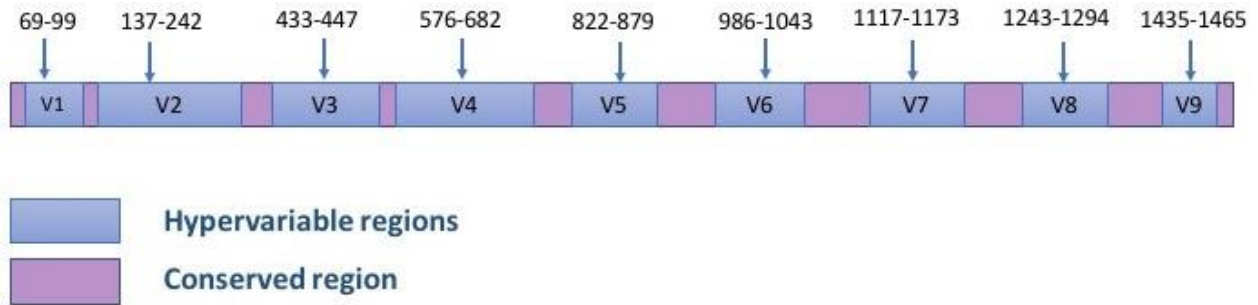 69-99 137-242 433-447 576-682 822-879 986-1043 1117-1173 1243-1294 1435-1465
V1 V2 V3 V4 V5 V6 V7 V8 V9
Hypervariable regions
Conserved region